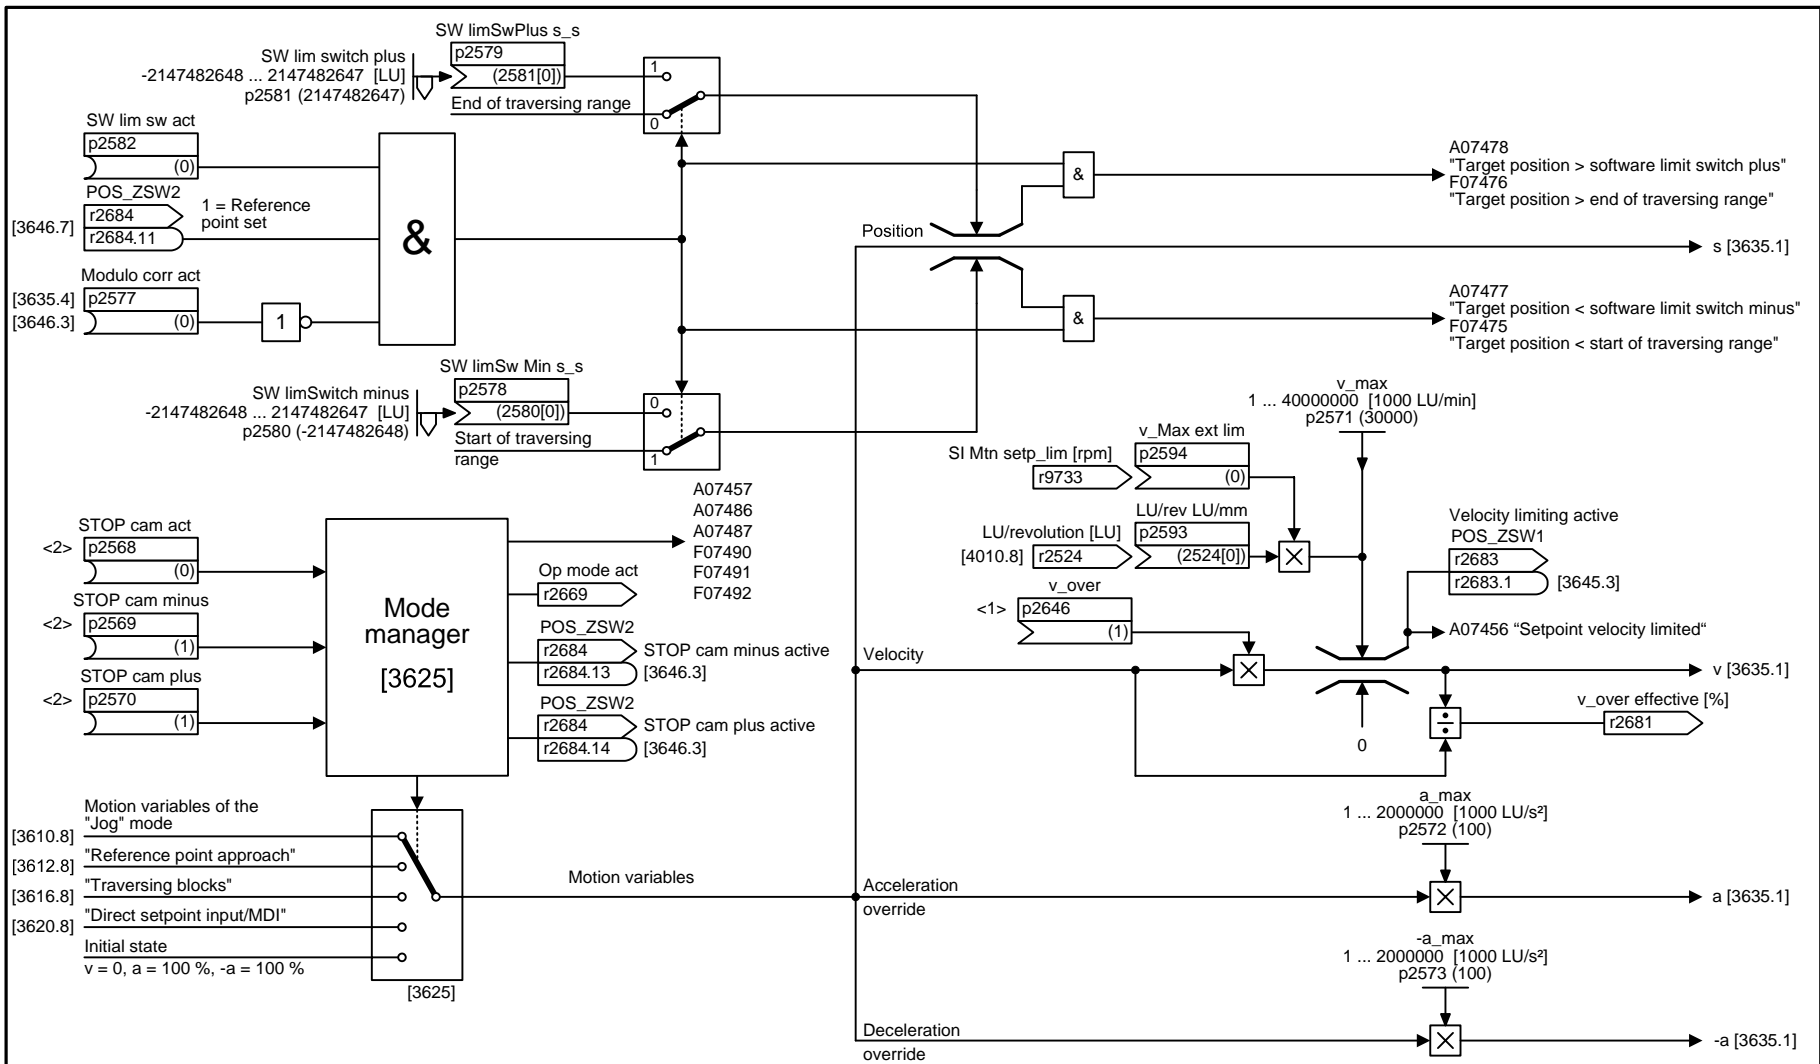 SW limSwPlus s_s
SW lim switch plus
-2147482648 ... 2147482647 [LU]
p2581 (2147482647)
p2579
(2581[0])
End of traversing range
1
0
SW lim sw act
p2582
(0)
POS_ZSW2
r2684
r2684.11
[3646.7]
1 = Reference
point set
Modulo corr act
[3635.4]
[3646.3]
p2577
(0)
1
&
SW limSw Min s_s
SW limSwitch minus
-2147482648 ... 2147482647 [LU]
p2580 (-2147482648)
p2578
(2580[0])
Start of traversing
range
0
1
&
A07478
"Target position > software limit switch plus"
F07476
"Target position > end of traversing range"
Position
s [3635.1]
&
A07477
"Target position < software limit switch minus"
F07475
"Target position < start of traversing range"
v_max
1 ... 40000000 [1000 LU/min]
p2571 (30000)
v_Max ext lim
SI Mtn setp_lim [rpm]
r9733
p2594
(0)
LU/rev LU/mm
LU/revolution [LU]
[4010.8]
r2524
p2593
(2524[0])
v_over
<1>
p2646
(1)
Velocity limiting active
POS_ZSW1
r2683
r2683.1
[3645.3]
A07456 “Setpoint velocity limited“
Velocity
v [3635.1]
0
v_over effective [%]
r2681
STOP cam act
<2>
p2568
(0)
STOP cam minus
<2>
p2569
(1)
STOP cam plus
<2>
p2570
(1)
Mode
manager
[3625]
A07457
A07486
A07487
F07490
F07491
F07492
Op mode act
r2669
POS_ZSW2
r2684
r2684.13
STOP cam minus active
[3646.3]
POS_ZSW2
r2684
r2684.14
STOP cam plus active
[3646.3]
Motion variables of the
"Jog" mode
[3610.8]
[3612.8]
"Reference point approach"
[3616.8]
"Traversing blocks"
[3620.8]
"Direct setpoint input/MDI"
Initial state
v = 0, a = 100 %, -a = 100 %
[3625]
Motion variables
a_max
1 ... 2000000 [1000 LU/s²]
p2572 (100)
Acceleration
override
a [3635.1]
-a_max
1 ... 2000000 [1000 LU/s²]
p2573 (100)
Deceleration
override
-a [3635.1]